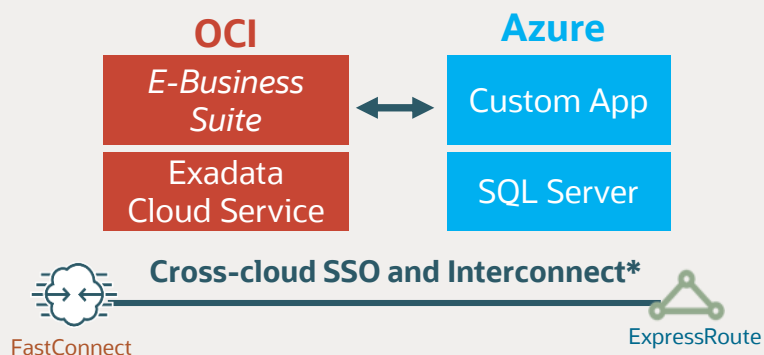 OCI
Azure
E-Business
Suite
Custom App
Exadata
Cloud Service
SQL Server
Cross-cloud SSO and Interconnect*
FastConnect
ExpressRoute